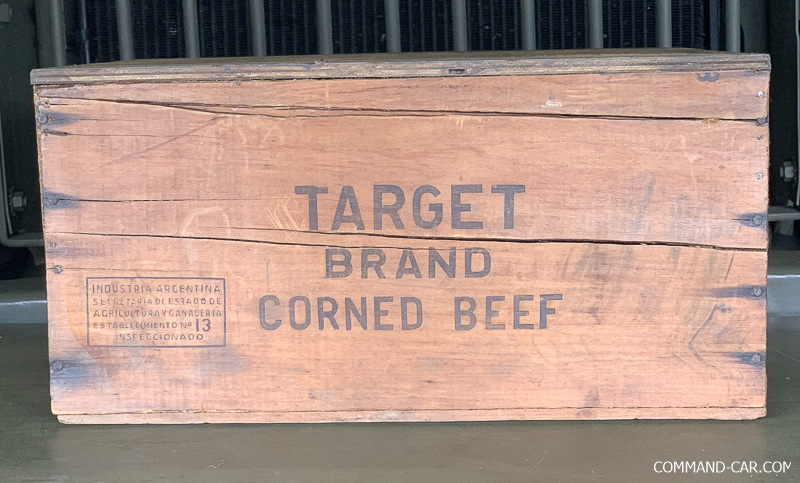 TARGET
BRAND
CORNED BEEF
INDUSTRIA ARGENTINA
SECRETARIA DE ESTADO DE
AGRICULTURA Y GANADERIA
ESTABLECIMIENTO Nº 13
INSPECCIONADO
COMMAND-CAR.COM